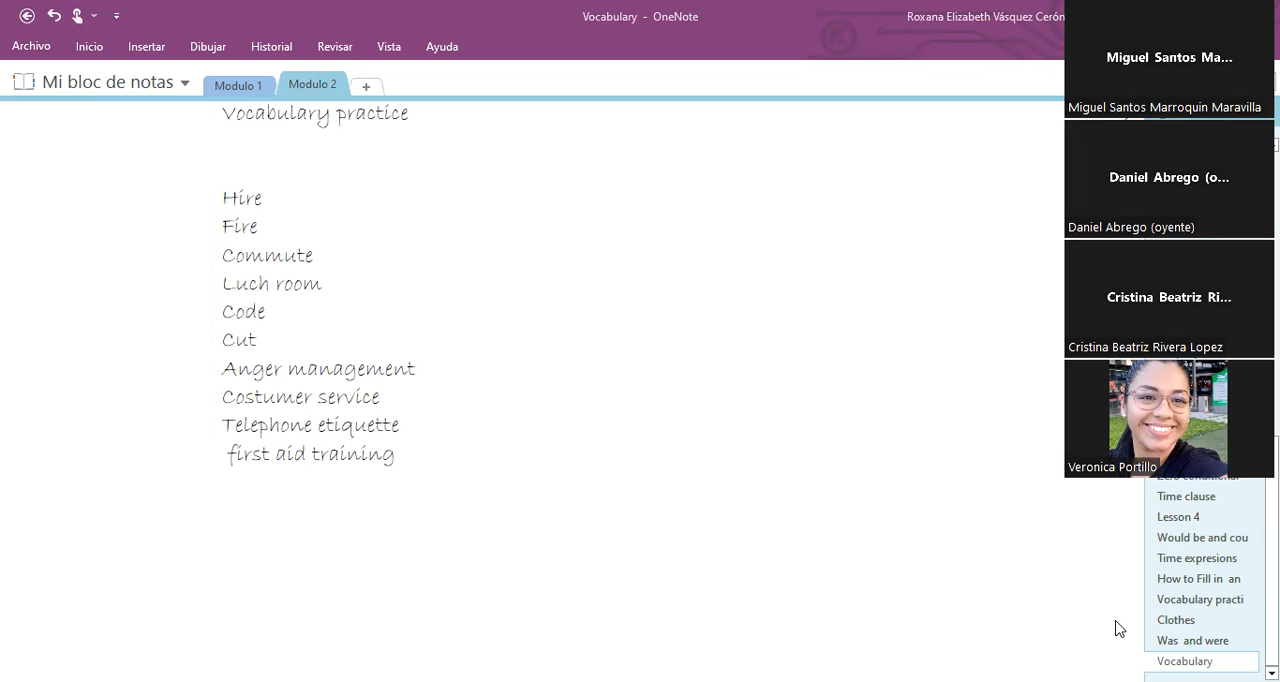 Vocabulary - OneNote
Roxana Elizabeth Vásquez Cerón
Archivo Inicio Insertar Dibujar Historial Revisar Vista Ayuda
Mi bloc de notas Modulo 1 Modulo 2 +
Vocabulary practice
Hire
Fire
Commute
Luch room
Code
Cut
Anger management
Costumer service
Telephone etiquette
first aid training
Miguel Santos Ma...
Miguel Santos Marroquin Maravilla
Daniel Abrego (o...
Daniel Abrego (oyente)
Cristina Beatriz Ri...
Cristina Beatriz Rivera Lopez
Veronica Portillo
Zero conditional
Time clause
Lesson 4
Would be and cou
Time expresions
How to Fill in an
Vocabulary practi
Clothes
Was and were
Vocabulary